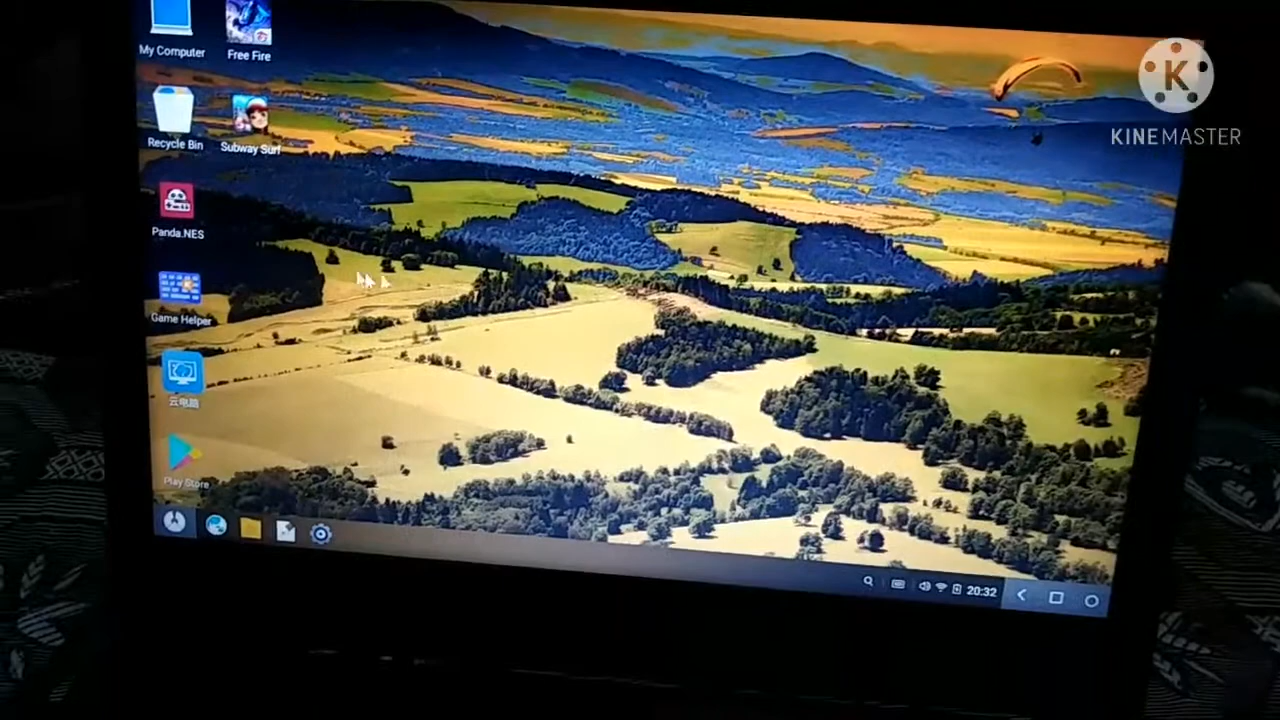 My Computer
Free Fire
Recycle Bin
Subway Surf
Panda.NES
Game Helper
云电脑
Play Store
20:32
K
KINEMASTER